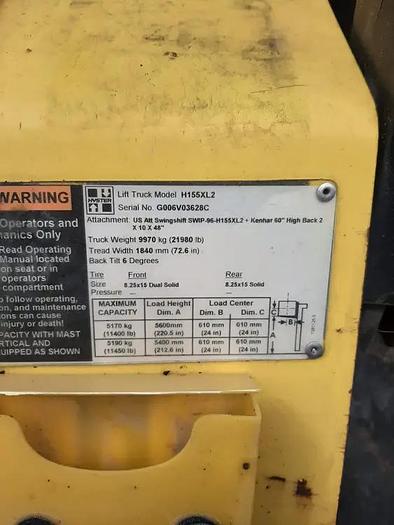 WARNING
Operators and
hanics Only
Read Operating
Manual located
on seat or in
operators
compartment
o follow operating,
on, and maintenance
ons can cause
injury or death!
CAPACITY WITH MAST
VERTICAL AND
UIPPED AS SHOWN
HYSTER
Lift Truck Model H155XL2
Serial No. G006V03628C
Attachment: US Att Swingshift SWIP-96-H155XL2 + Kenhar 60" High Back 2
X 10 X 48"
Truck Weight 9970 kg (21980 lb)
Tread Width 1840 mm (72.6 in)
Back Tilt 6 Degrees
Tire Front Rear
Size 8.25x15 Dual Solid 8.25x15 Solid
Pressure — —
MAXIMUM CAPACITY Load Height Dim. A Load Center Dim. B Dim. C
5170 kg (11400 lb) 5600mm (220.5 in) 610 mm (24 in) 610 mm (24 in)
5190 kg (11450 lb) 5400 mm (212.6 in) 610 mm (24 in) 610 mm (24 in)
C
B
A